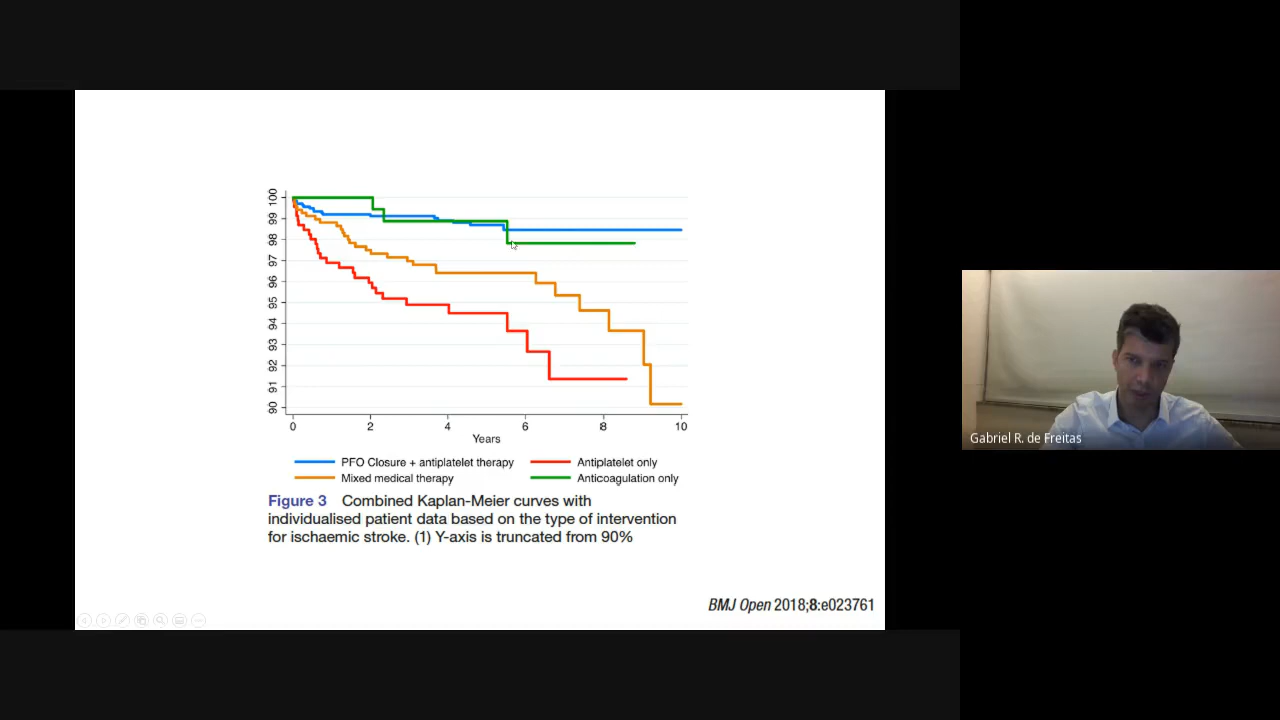 100
99
98
97
96
95
94
93
92
91
90
0 2 4 6 8 10
Years
PFO Closure + antiplatelet therapy
Antiplatelet only
Mixed medical therapy
Anticoagulation only
Figure 3 Combined Kaplan-Meier curves with
individualised patient data based on the type of intervention
for ischaemic stroke. (1) Y-axis is truncated from 90%
BMJ Open 2018;8:e023761
Gabriel R. de Freitas